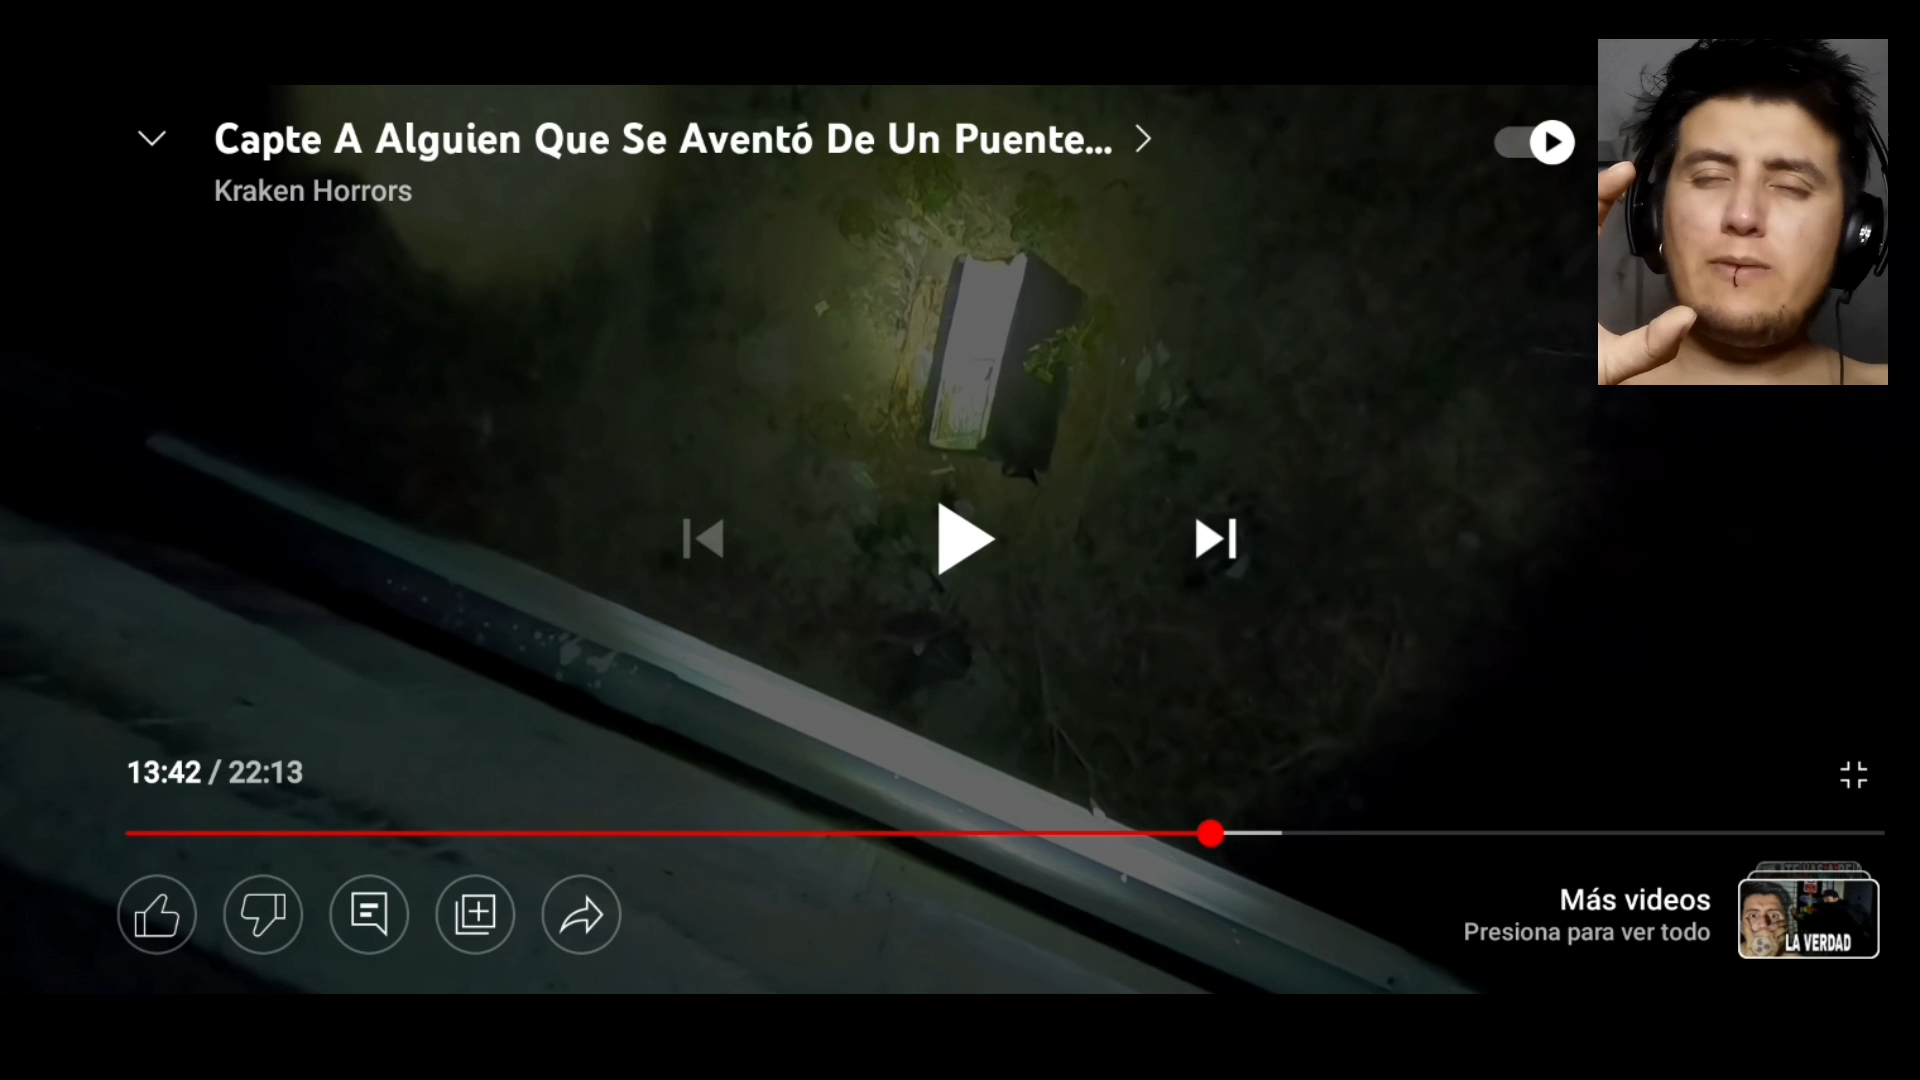 Capte A Alguien Que Se Aventó De Un Puente...
Kraken Horrors
13:42 / 22:13
Más videos
Presiona para ver todo
LA VERDAD